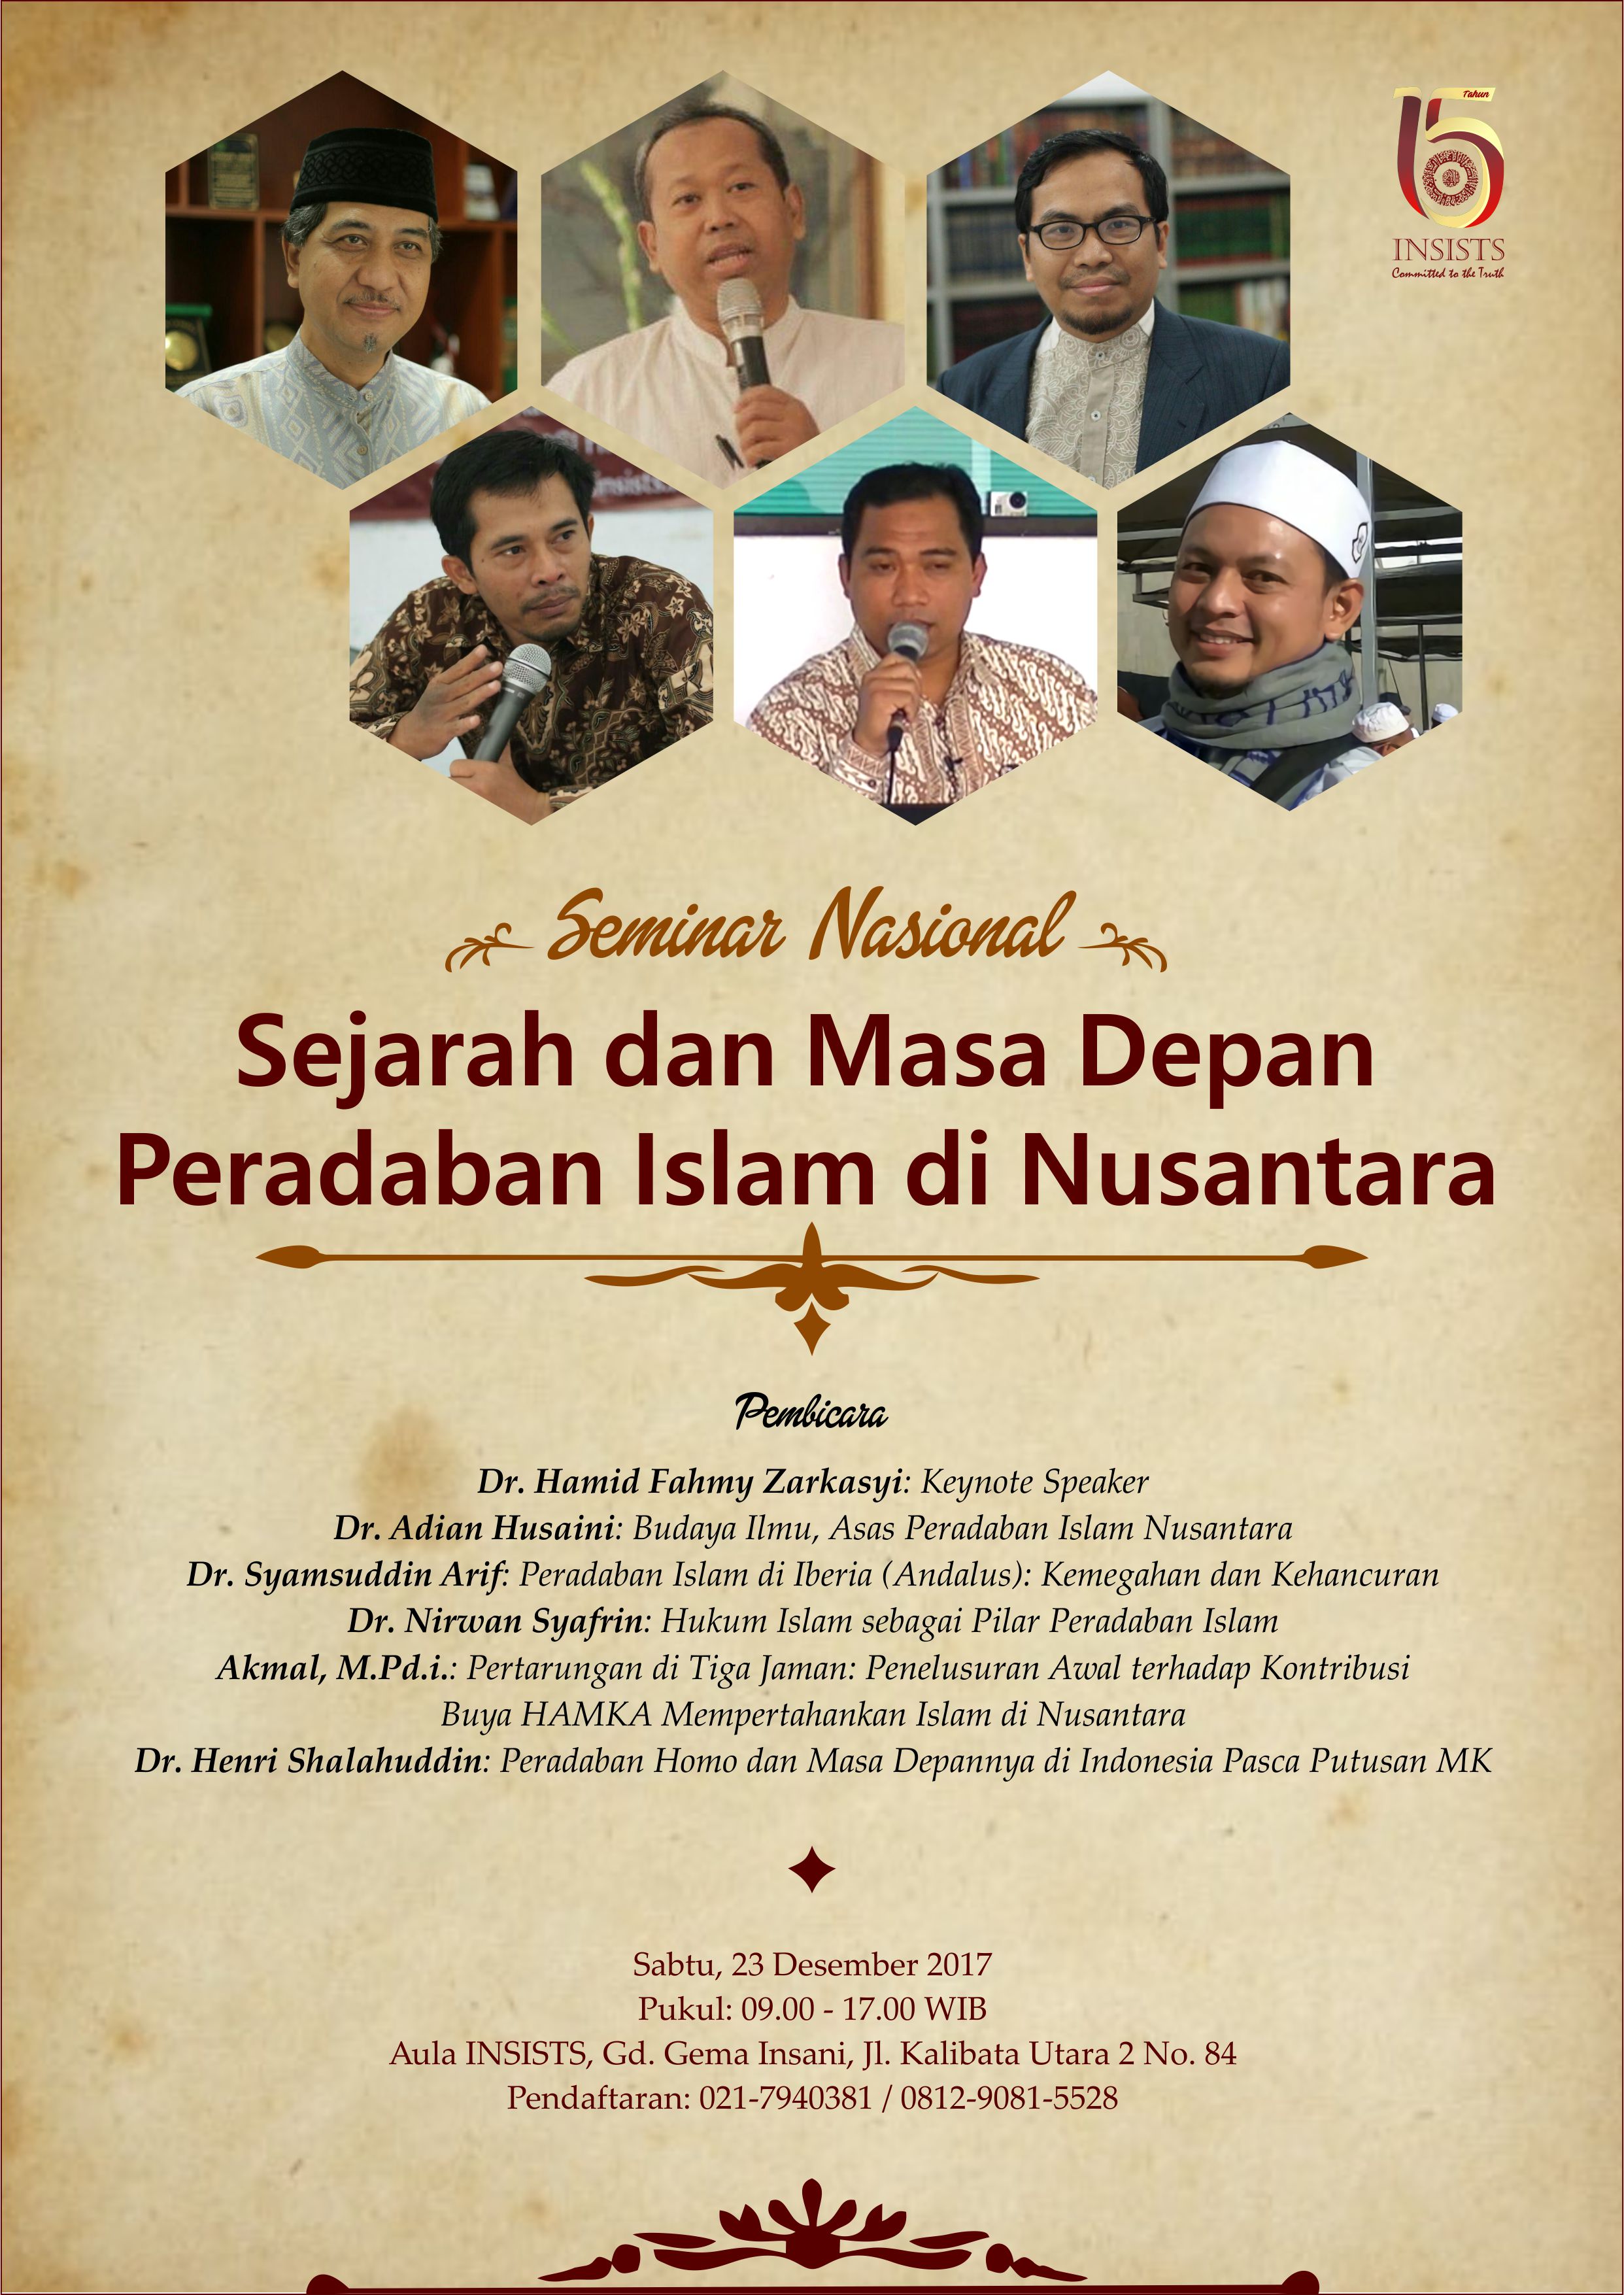 Tahun
15
INSISTS
Committed to the Truth
Seminar Nasional
Sejarah dan Masa Depan
Peradaban Islam di Nusantara
Pembicara
Dr. Hamid Fahmy Zarkasyi: Keynote Speaker
Dr. Adian Husaini: Budaya Ilmu, Asas Peradaban Islam Nusantara
Dr. Syamsuddin Arif: Peradaban Islam di Iberia (Andalus): Kemegahan dan Kehancuran
Dr. Nirwan Syafrin: Hukum Islam sebagai Pilar Peradaban Islam
Akmal, M.Pd.i.: Pertarungan di Tiga Jaman: Penelusuran Awal terhadap Kontribusi
Buya HAMKA Mempertahankan Islam di Nusantara
Dr. Henri Shalahuddin: Peradaban Homo dan Masa Depannya di Indonesia Pasca Putusan MK
Sabtu, 23 Desember 2017
Pukul: 09.00 - 17.00 WIB
Aula INSISTS, Gd. Gema Insani, Jl. Kalibata Utara 2 No. 84
Pendaftaran: 021-7940381 / 0812-9081-5528